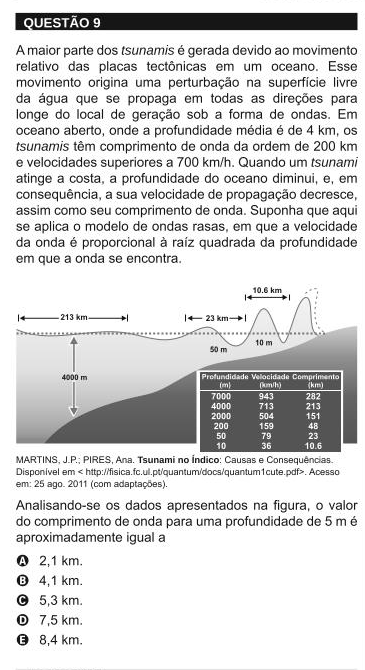 QUESTÃO 9
A maior parte dos tsunamis é gerada devido ao movimento
relativo das placas tectônicas em um oceano. Esse
movimento origina uma perturbação na superfície livre
da água que se propaga em todas as direções para
longe do local de geração sob a forma de ondas. Em
oceano aberto, onde a profundidade média é de 4 km, os
tsunamis têm comprimento de onda da ordem de 200 km
e velocidades superiores a 700 km/h. Quando um tsunami
atinge a costa, a profundidade do oceano diminui, e, em
consequência, a sua velocidade de propagação decresce,
assim como seu comprimento de onda. Suponha que aqui
se aplica o modelo de ondas rasas, em que a velocidade
da onda é proporcional à raíz quadrada da profundidade
em que a onda se encontra.
10.6 km
213 km
23 km
10 m
50 m
4000 m
Profundidade Velocidade Comprimento
(m) (km/h) (km)
7000 943 282
4000 713 213
2000 504 151
200 159 48
50 79 23
10 36 10.6
MARTINS, J.P.; PIRES, Ana. Tsunami no Índico: Causas e Consequências.
Disponível em < http://fisica.fc.ul.pt/quantum/docs/quantum1cute.pdf>. Acesso
em: 25 ago. 2011 (com adaptações).
Analisando-se os dados apresentados na figura, o valor
do comprimento de onda para uma profundidade de 5 m é
aproximadamente igual a
A 2,1 km.
B 4,1 km.
C 5,3 km.
D 7,5 km.
E 8,4 km.